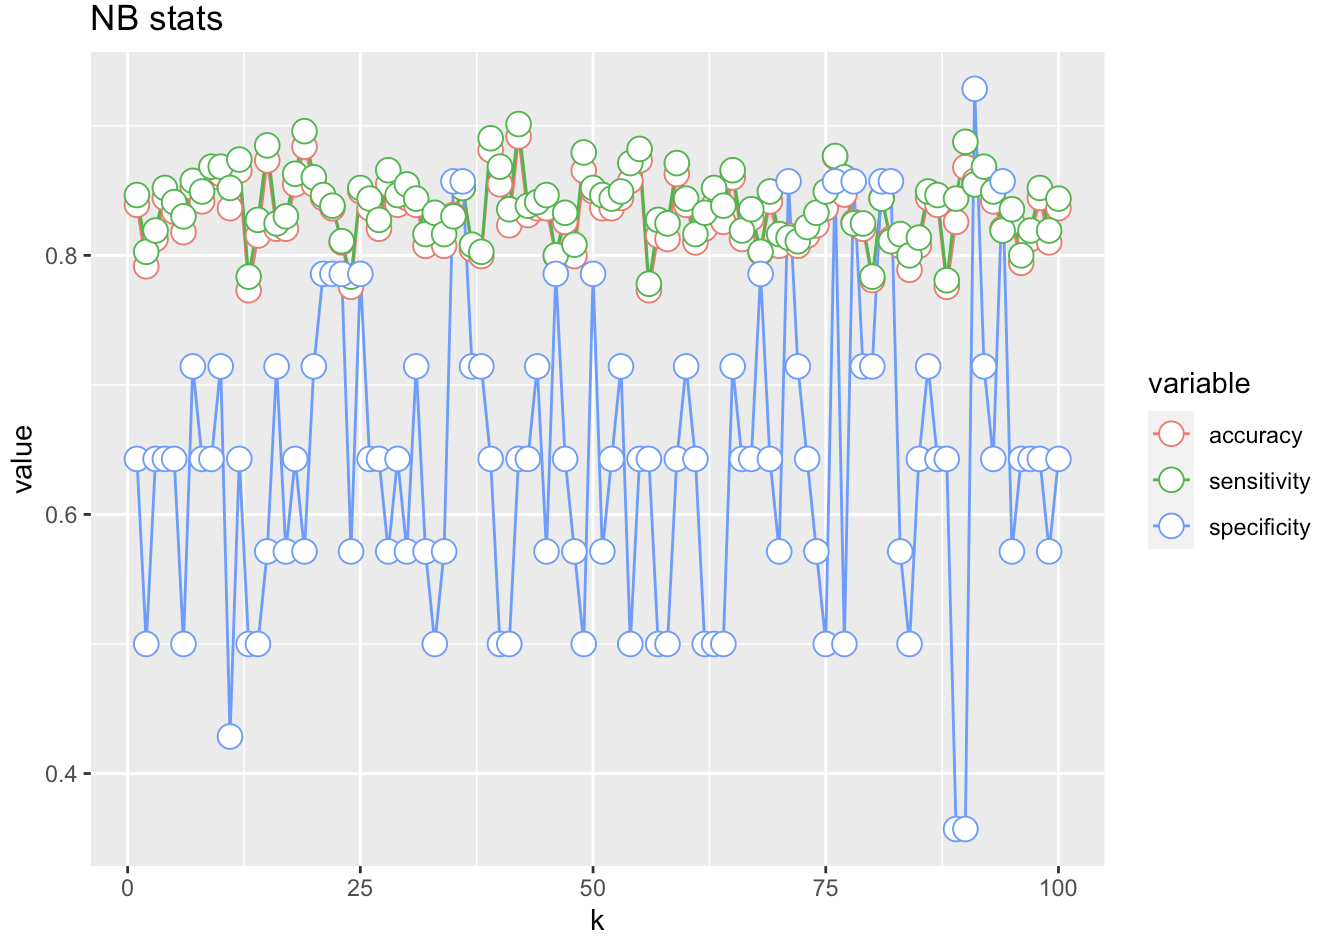 NB stats
value
0.8
0.6
0.4
0
25
50
75
100
k
variable
accuracy
sensitivity
specificity